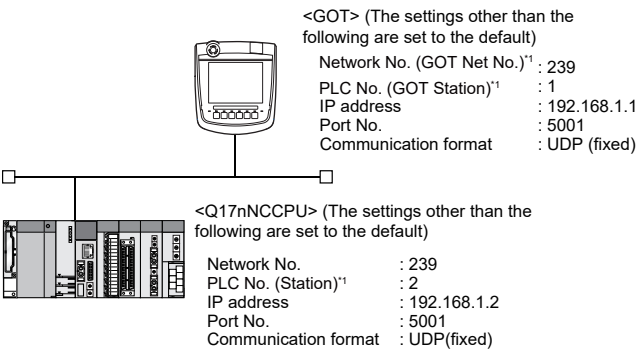 <GOT> (The settings other than the
following are set to the default)
Network No. (GOT Net No.)*1 : 239
PLC No. (GOT Station)*1 : 1
IP address : 192.168.1.1
Port No. : 5001
Communication format : UDP (fixed)
<Q17nNCCPU> (The settings other than the
following are set to the default)
Network No. : 239
PLC No. (Station)*1 : 2
IP address : 192.168.1.2
Port No. : 5001
Communication format : UDP(fixed)